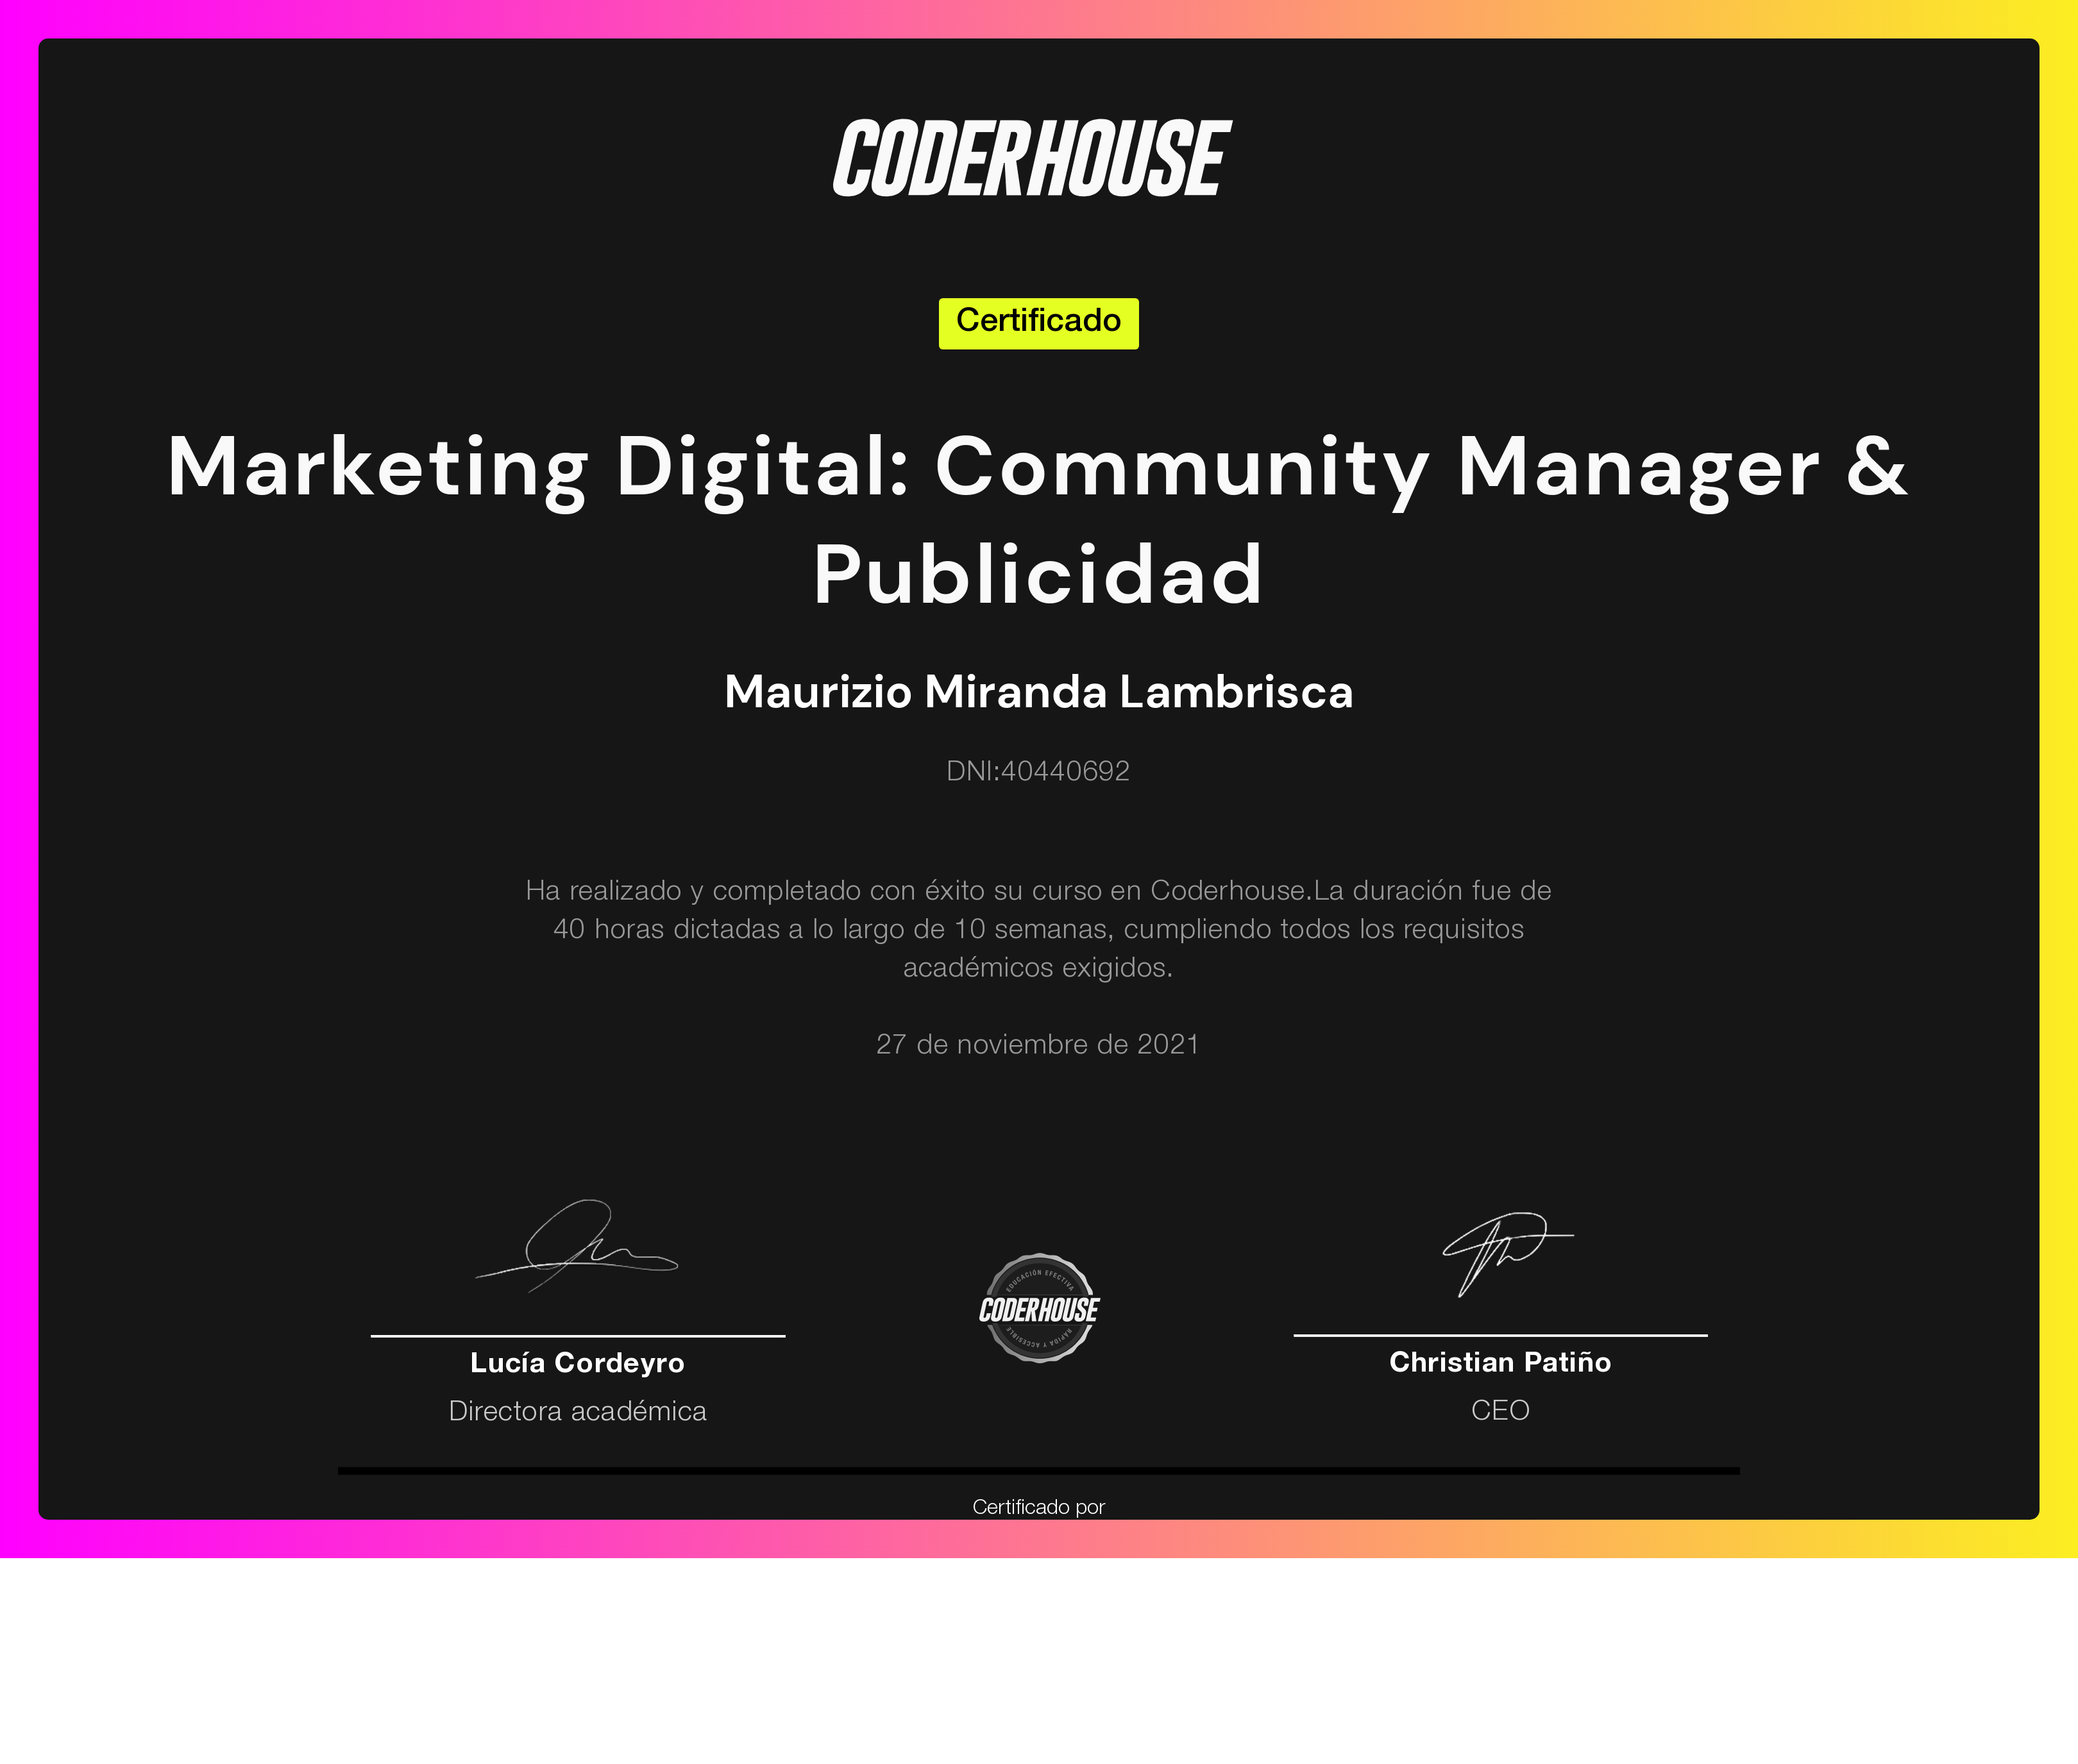 CODERHOUSE
Certificado
Marketing Digital: Community Manager &
Publicidad
Maurizio Miranda Lambrisca
DNI:40440692
Ha realizado y completado con éxito su curso en Coderhouse.La duración fue de
40 horas dictadas a lo largo de 10 semanas, cumpliendo todos los requisitos
académicos exigidos.
27 de noviembre de 2021
EDUCACIÓN EFECTIVA
CODERHOUSE
RÁPIDA Y ACCESIBLE
Lucía Cordeyro
Directora académica
Christian Patiño
CEO
Certificado por